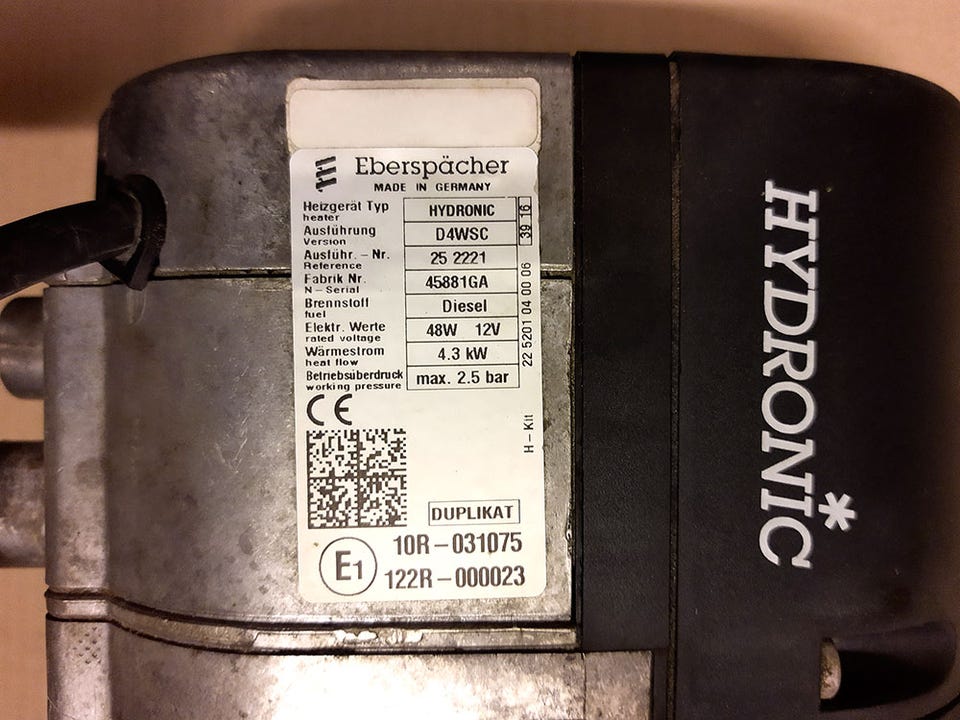 Eberspächer
MADE IN GERMANY
Heizgerät Typ HYDRONIC
heater
Ausführung D4WSC
Version
Ausführ. - Nr. 25 2221
Reference
Fabrik Nr. 45881GA
N - Serial
Brennstoff Diesel
fuel
Elektr. Werte 48W 12V
rated voltage
Wärmestrom 4.3 kW
heat flow
Betriebsüberdruck max. 2.5 bar
working pressure
39 16
22 5201 04 00 06
H - Kit
CE
DUPLIKAT
E1
10R - 031075
122R - 000023
HYDRONIC